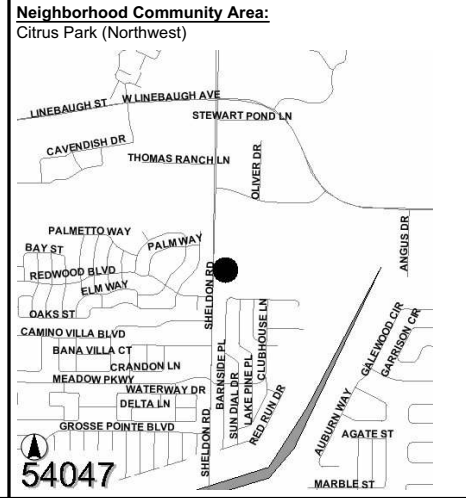 Neighborhood Community Area:
Citrus Park (Northwest)
LINEBAUGH ST
W LINEBAUGH AVE
STEWART POND LN
CAVENDISH DR
THOMAS RANCH LN
OLIVER DR
PALMETTO WAY
PALM WAY
ANGUS DR
BAY ST
REDWOOD BLVD
ELM WAY
SHELDON RD
OAKS ST
CAMINO VILLA BLVD
BANA VILLA CT
CRANDON LN
MEADOW PKWY
WATERWAY DR
DELTA LN
GROSSE POINTE BLVD
BARNSIDE PL
SUN DIAL DR
LAKE PINE PL
CLUBHOUSE LN
RED RUN DR
GALEWOOD CIR
GARRISON CIR
AUBURN WAY
AGATE ST
SHELDON RD
MARBLE ST
54047